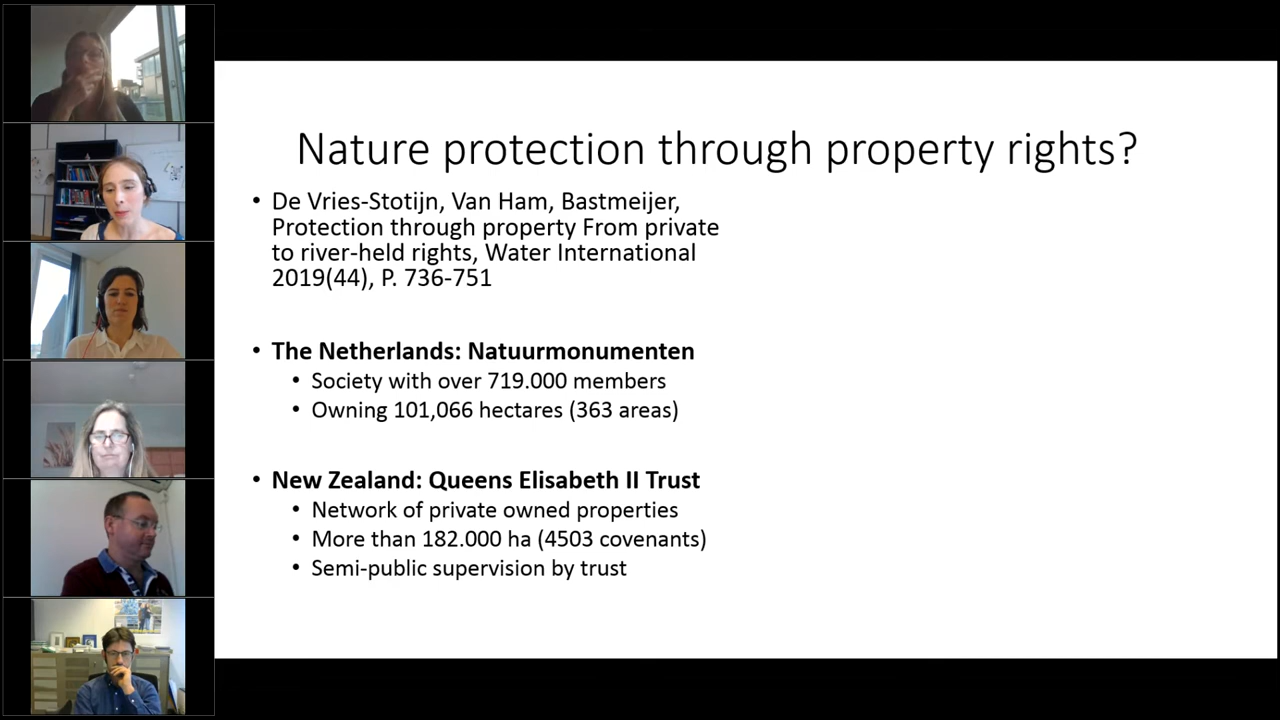 Nature protection through property rights?
• De Vries-Stotijn, Van Ham, Bastmeijer,
Protection through property From private
to river-held rights, Water International
2019(44), P. 736-751
• The Netherlands: Natuurmonumenten
• Society with over 719.000 members
• Owning 101,066 hectares (363 areas)
• New Zealand: Queens Elisabeth II Trust
• Network of private owned properties
• More than 182.000 ha (4503 covenants)
• Semi-public supervision by trust